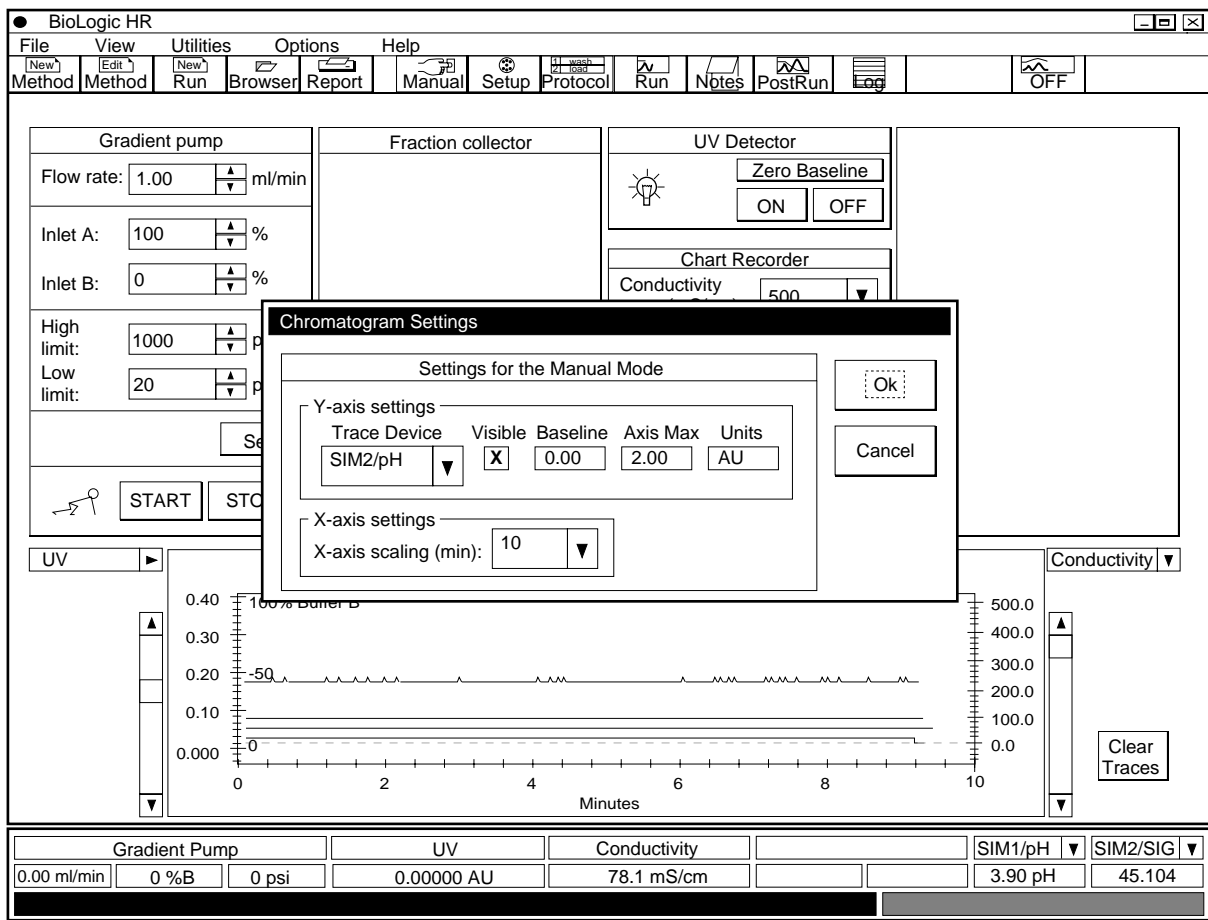 BioLogic HR
File View Utilities Options Help
New Method
Edit Method
New Run
Browser
Report
Manual
Setup
1 wash
2 load
Protocol
Run
Notes
PostRun
Log
OFF
Gradient pump
Flow rate: 1.00 ml/min
Inlet A: 100 %
Inlet B: 0 %
High limit: 1000 p
Low limit: 20 p
Se
START STO
Fraction collector
UV Detector
Zero Baseline
ON OFF
Chart Recorder
Conductivity
500
Chromatogram Settings
Settings for the Manual Mode
Y-axis settings
Trace Device Visible Baseline Axis Max Units
SIM2/pH X 0.00 2.00 AU
X-axis settings
X-axis scaling (min): 10
Ok
Cancel
UV
Conductivity
100% Buffer B
-50
0
0.40
0.30
0.20
0.10
0.000
500.0
400.0
300.0
200.0
100.0
0.0
0 2 4 6 8 10
Minutes
Clear
Traces
Gradient Pump UV Conductivity SIM1/pH SIM2/SIG
0.00 ml/min 0 %B 0 psi 0.00000 AU 78.1 mS/cm 3.90 pH 45.104